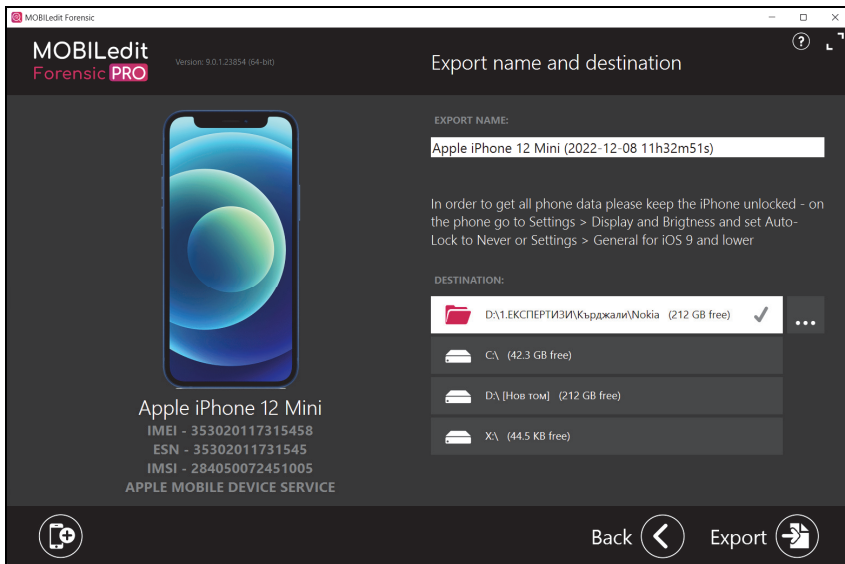 MOBILedit Forensic
MOBILedit
Forensic PRO
Version: 9.0.1.23854 (64-bit)
Export name and destination
?
EXPORT NAME:
Apple iPhone 12 Mini (2022-12-08 11h32m51s)
In order to get all phone data please keep the iPhone unlocked - on
the phone go to Settings > Display and Brigtness and set Auto-
Lock to Never or Settings > General for iOS 9 and lower
DESTINATION:
D:\1.ЕКСПЕРТИЗИ\Кърджали\Nokia (212 GB free)
...
C:\ (42.3 GB free)
D:\ [Нов том] (212 GB free)
X:\ (44.5 KB free)
Apple iPhone 12 Mini
IMEI - 353020117315458
ESN - 35302011731545
IMSI - 284050072451005
APPLE MOBILE DEVICE SERVICE
Back
Export